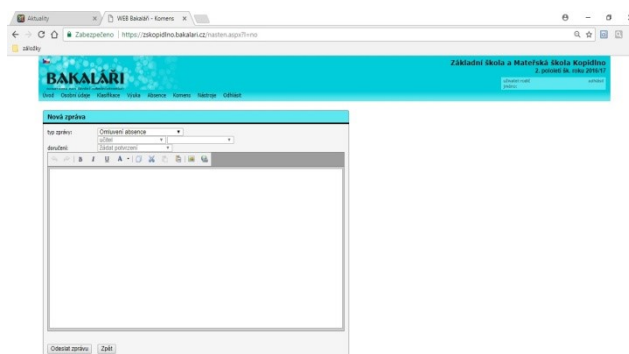 Aktuality
WEB Bakaláři - Komens
Zabezpečeno https://zskopidlno.bakalari.cz/nasten.aspx?l=no
záložky
Základní škola a Mateřská škola Kopidlno
2. pololetí šk. roku 2016/17
BAKALÁŘI
Úvod Osobní údaje Klasifikace Výuka Absence Komens Nástroje Odhlásit
Nová zpráva
typ zprávy: Omluvení absence
učitel
doručení: Žádat potvrzení
B I U A
Odeslat zprávu Zpět